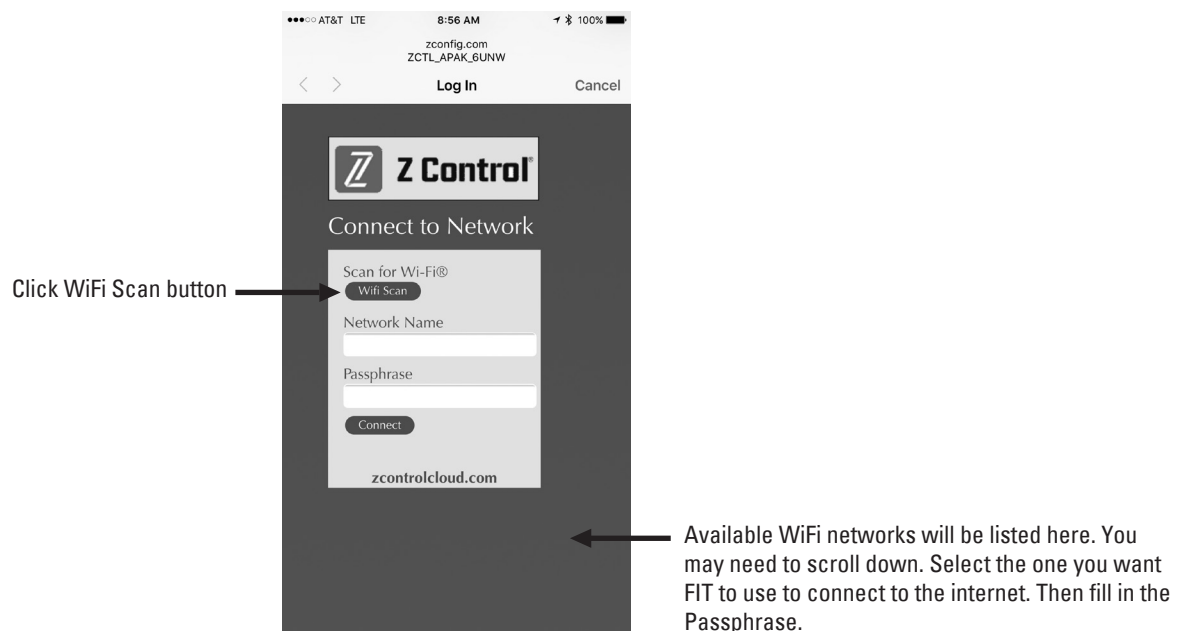 AT&T LTE 8:56 AM 100%
zconfig.com
ZCTL_APAK_6UNW
< > Log In Cancel
Z Z Control®
Connect to Network
Scan for Wi-Fi®
Click WiFi Scan button
Wifi Scan
Network Name
Passphrase
Connect
zcontrolcloud.com
Available WiFi networks will be listed here. You
may need to scroll down. Select the one you want
FIT to use to connect to the internet. Then fill in the
Passphrase.